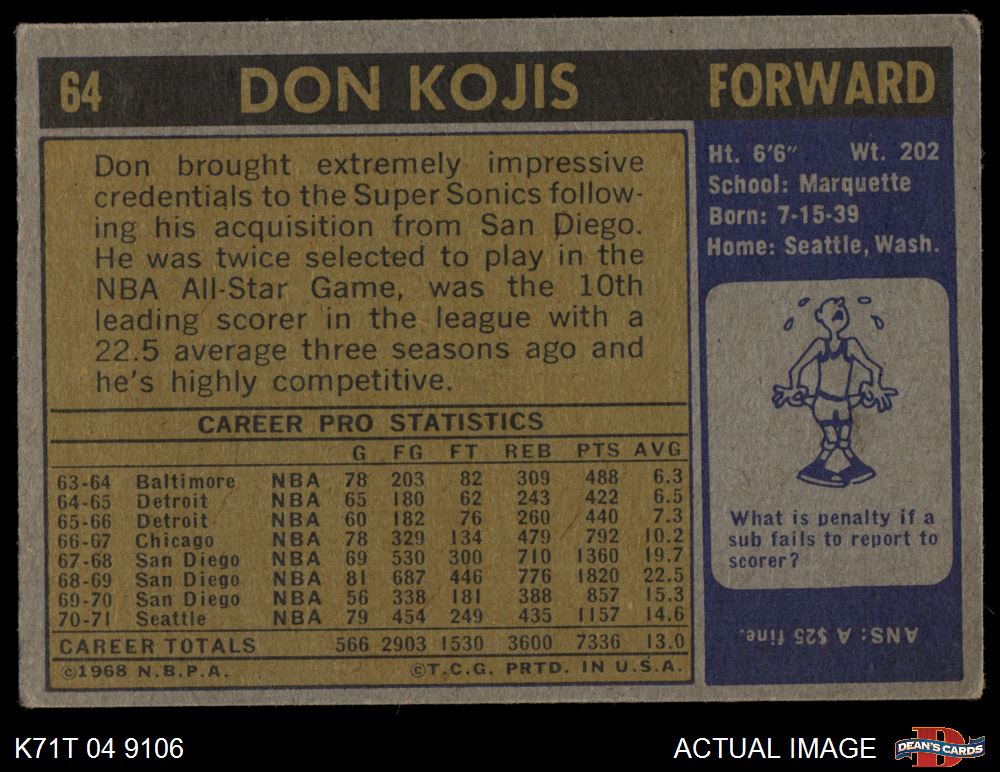 64 DON KOJIS FORWARD
Don brought extremely impressive
credentials to the Super Sonics follow-
ing his acquisition from San Diego.
He was twice selected to play in the
NBA All-Star Game, was the 10th
leading scorer in the league with a
22.5 average three seasons ago and
he's highly competitive.
Ht. 6'6" Wt. 202
School: Marquette
Born: 7-15-39
Home: Seattle, Wash.
What is penalty if a
sub fails to report to
scorer?
ANS: A $25 fine.
CAREER PRO STATISTICS
G FG FT REB PTS AVG
63-64 Baltimore NBA 78 203 82 309 488 6.3
64-65 Detroit NBA 65 180 62 243 422 6.5
65-66 Detroit NBA 60 182 76 260 440 7.3
66-67 Chicago NBA 78 329 134 479 792 10.2
67-68 San Diego NBA 69 530 300 710 1360 19.7
68-69 San Diego NBA 81 687 446 776 1820 22.5
69-70 San Diego NBA 56 338 181 388 857 15.3
70-71 Seattle NBA 79 454 249 435 1157 14.6
CAREER TOTALS 566 2903 1530 3600 7336 13.0
©1968 N.B.P.A. ©T.C.G. PRTD. IN U.S.A.
K71T 04 9106 ACTUAL IMAGE DEAN'S CARDS